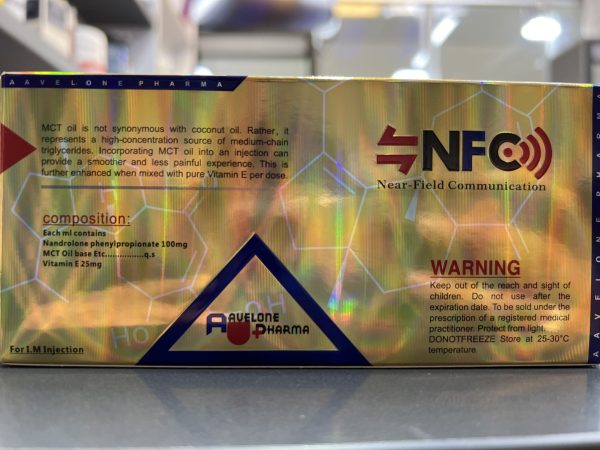 AAVELONE PHARMA
MCT oil is not synonymous with coconut oil. Rather, it
represents a high-concentration source of medium-chain
triglycerides. Incorporating MCT oil into an injection can
provide a smoother and less painful experience. This is
further enhanced when mixed with pure Vitamin E per dose.
composition:
Each ml contains
Nandrolone phenylpropionate 100mg
MCT Oil base Etc................q.s
Vitamin E 25mg
For I.M Injection
HO
OH
AAVELONE
PHARMA
NFC
Near-Field Communication
WARNING
Keep out of the reach and sight of
children. Do not use after the
expiration date. To be sold under the
prescription of a registered medical
practitioner. Protect from light.
DONOTFREEZE Store at 25-30°C
temperature
AAVELONE PHARMA